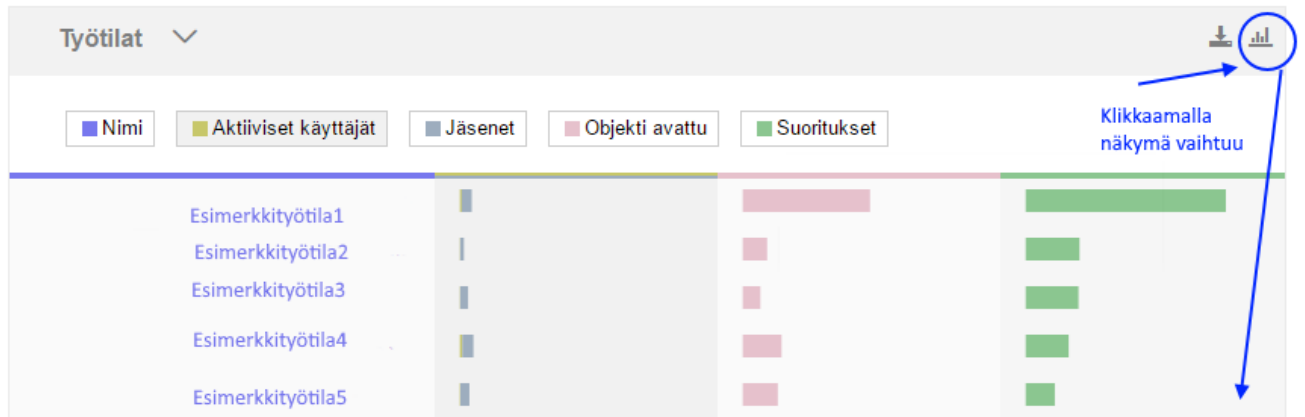 Työtilat
Nimi
Aktiiviset käyttäjät
Jäsenet
Objekti avattu
Suoritukset
Klikkaamalla
näkymä vaihtuu
Esimerkkityötila1
Esimerkkityötila2
Esimerkkityötila3
Esimerkkityötila4
Esimerkkityötila5